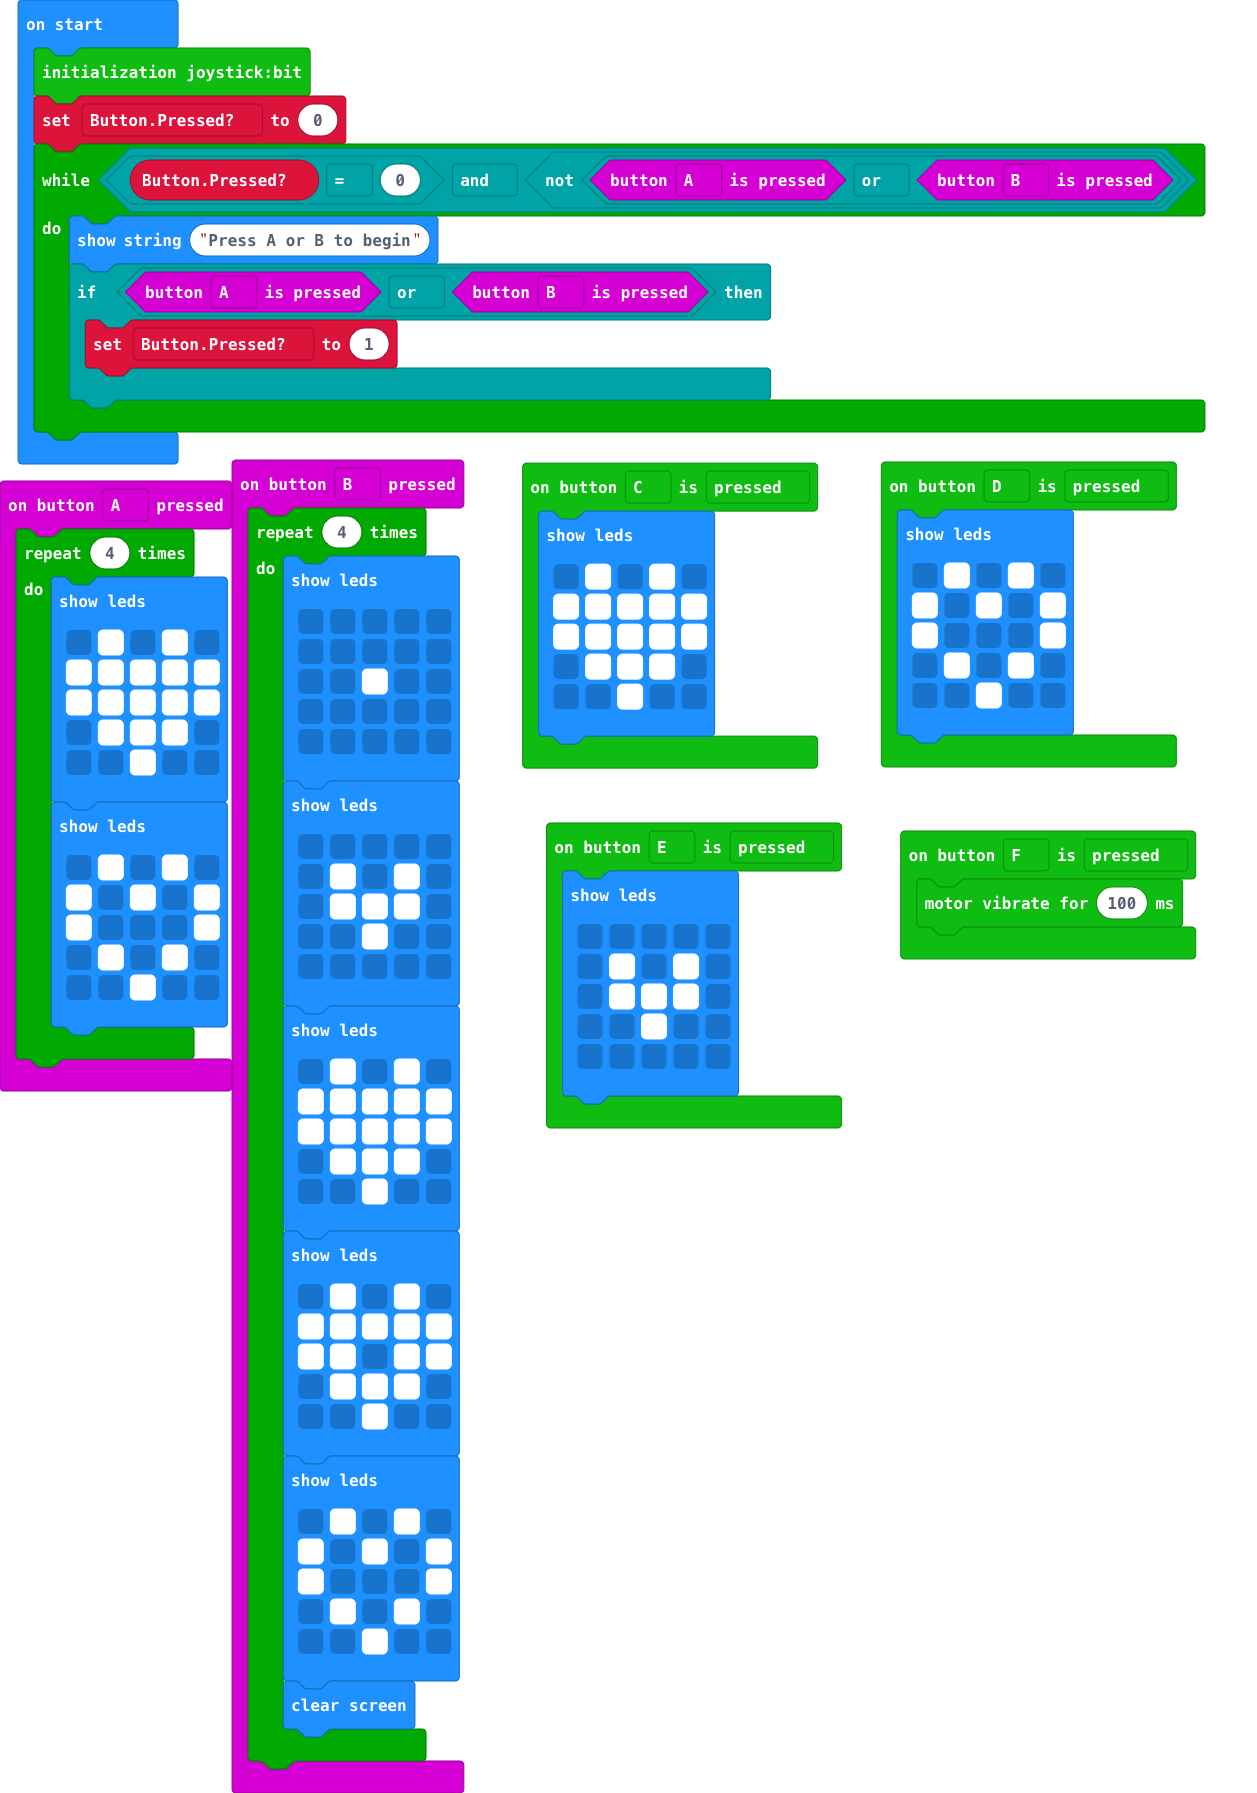 on start
initialization joystick:bit
set Button.Pressed? to 0
while Button.Pressed? = 0 and not button A is pressed or button B is pressed
do
show string "Press A or B to begin"
if button A is pressed or button B is pressed then
set Button.Pressed? to 1
on button A pressed
repeat 4 times
do
show leds
show leds
on button B pressed
repeat 4 times
do
show leds
show leds
show leds
show leds
show leds
clear screen
on button C is pressed
show leds
on button D is pressed
show leds
on button E is pressed
show leds
on button F is pressed
motor vibrate for 100 ms